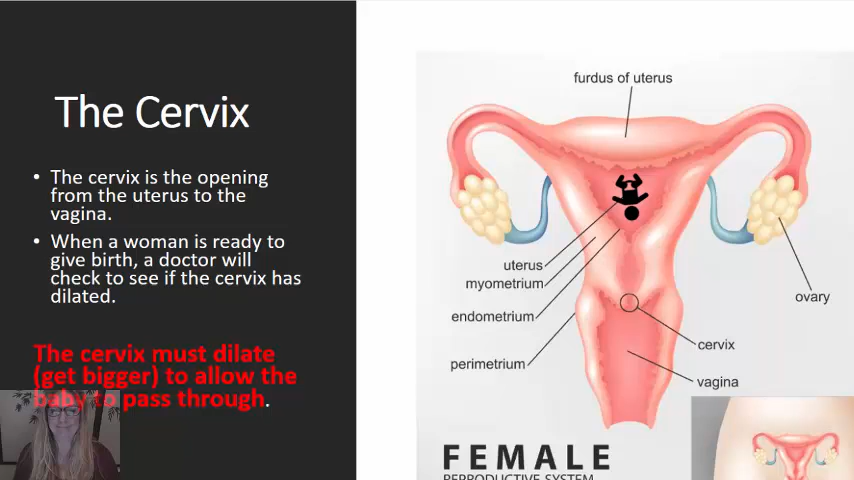 The Cervix
• The cervix is the opening
from the uterus to the
vagina.
• When a woman is ready to
give birth, a doctor will
check to see if the cervix has
dilated.
The cervix must dilate
(get bigger) to allow the
baby to pass through.
furdus of uterus
uterus
myometrium
endometrium
perimetrium
ovary
cervix
vagina
FEMALE
REPRODUCTIVE SYSTEM